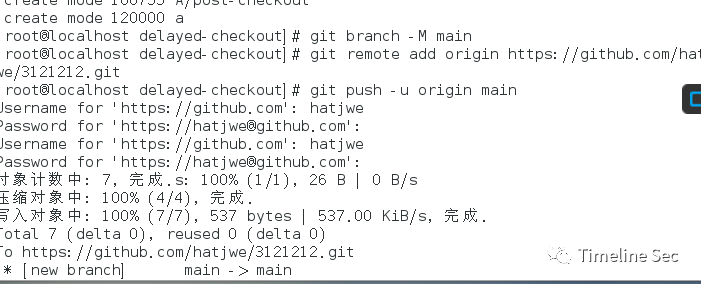 create mode 100755 A/post-checkout
create mode 120000 a
root@localhost delayed-checkout]# git branch -M main
root@localhost delayed-checkout]# git remote add origin https://github.com/hat
we/3121212.git
root@localhost delayed-checkout]# git push -u origin main
Username for 'https://github.com': hatjwe
Password for 'https://hatjwe@github.com':
Username for 'https://github.com': hatjwe
Password for 'https://hatjwe@github.com':
对象计数中: 7, 完成.s: 100% (1/1), 26 B | 0 B/s
压缩对象中: 100% (4/4), 完成.
写入对象中: 100% (7/7), 537 bytes | 537.00 KiB/s, 完成.
Total 7 (delta 0), reused 0 (delta 0)
To https://github.com/hatjwe/3121212.git
* [new branch] main -> main
Timeline Sec